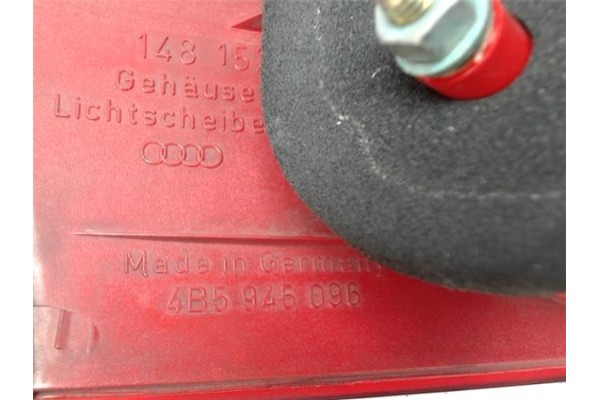 148 15
Gehäuse
Lichtscheibe
Made in Germany
4B5 945 096